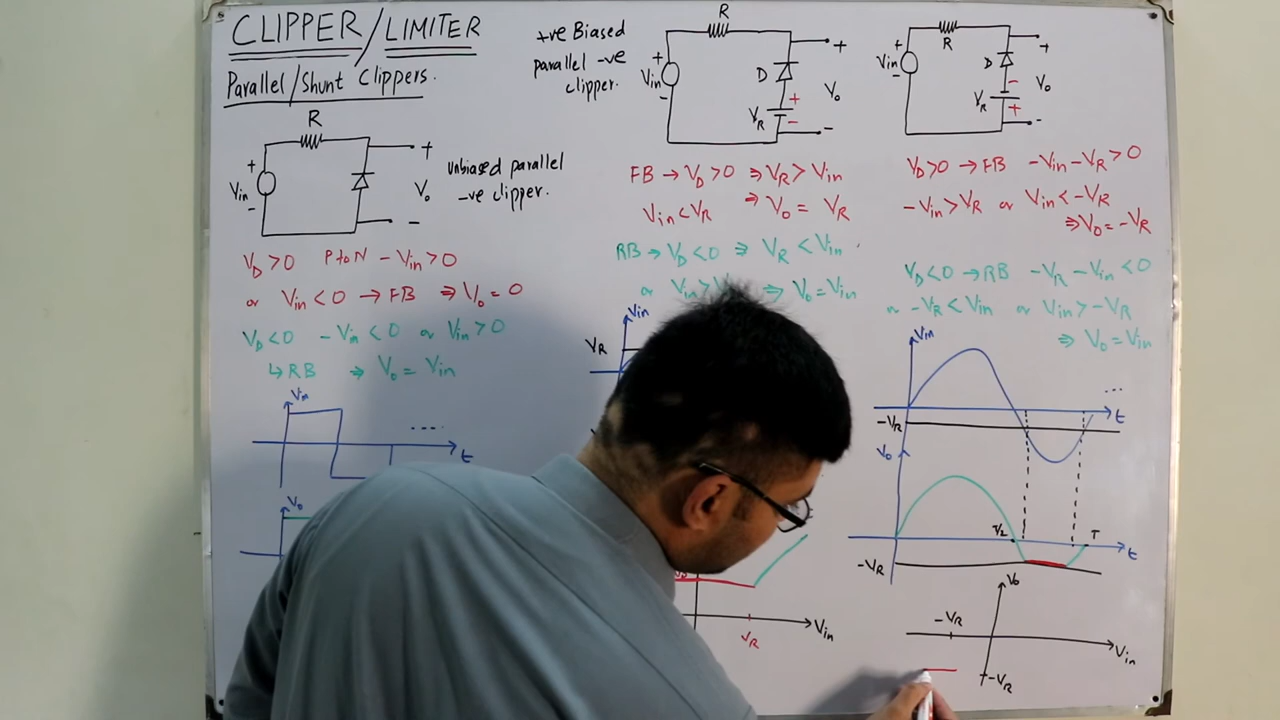 CLIPPER/LIMITER
Parallel/Shunt Clippers.
R
+
Vin
-
+
Vo
-
unbiased parallel
-ve clipper.
VD>0 PtoN -Vin>0
or Vin<0 → FB ⇒ Vo = 0
VD<0 -Vin<0 or Vin>0
↳RB ⇒ Vo = Vin
Vin
....
t
Vo
+ve Biased
parallel -ve
clipper.
R
+
Vin
-
D
+
VR
-
+
Vo
-
FB → VD>0 ⇒ VR > Vin
Vin<VR ⇒ Vo = VR
RB → VD<0 ⇒ VR < Vin
or Vin> ⇒ Vo=Vin
Vin
VR
VR
Vin
R
+
Vin
-
D
-
VR
+
+
Vo
-
VD>0 → FB -Vin-VR>0
-Vin>VR or Vin<-VR
⇒Vo=-VR
VD<0 → RB -VR-Vin<0
or -VR<Vin or Vin>-VR
⇒ Vo=Vin
Vin
...
t
-VR
Vo
T/2
T
t
-VR
Vo
-VR
Vin
-VR